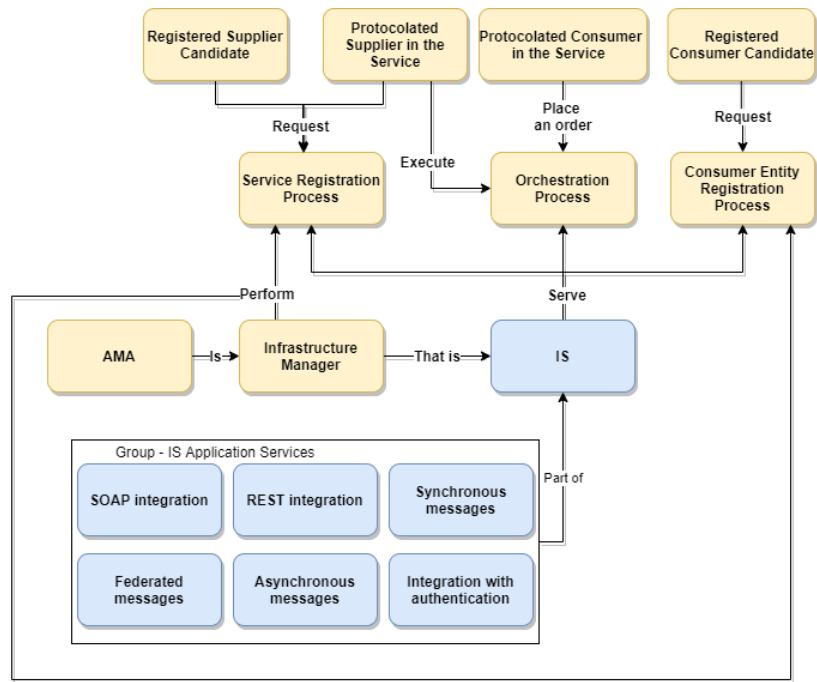 Registered Supplier
Candidate
Protocolated
Supplier in the
Service
Protocolated Consumer
in the Service
Registered
Consumer Candidate
Request
Place
an order
Request
Execute
Service Registration
Process
Orchestration
Process
Consumer Entity
Registration
Process
Perform
Serve
AMA
Is
Infrastructure
Manager
That is
IS
Group - IS Application Services
Part of
SOAP integration
REST integration
Synchronous
messages
Federated
messages
Asynchronous
messages
Integration with
authentication